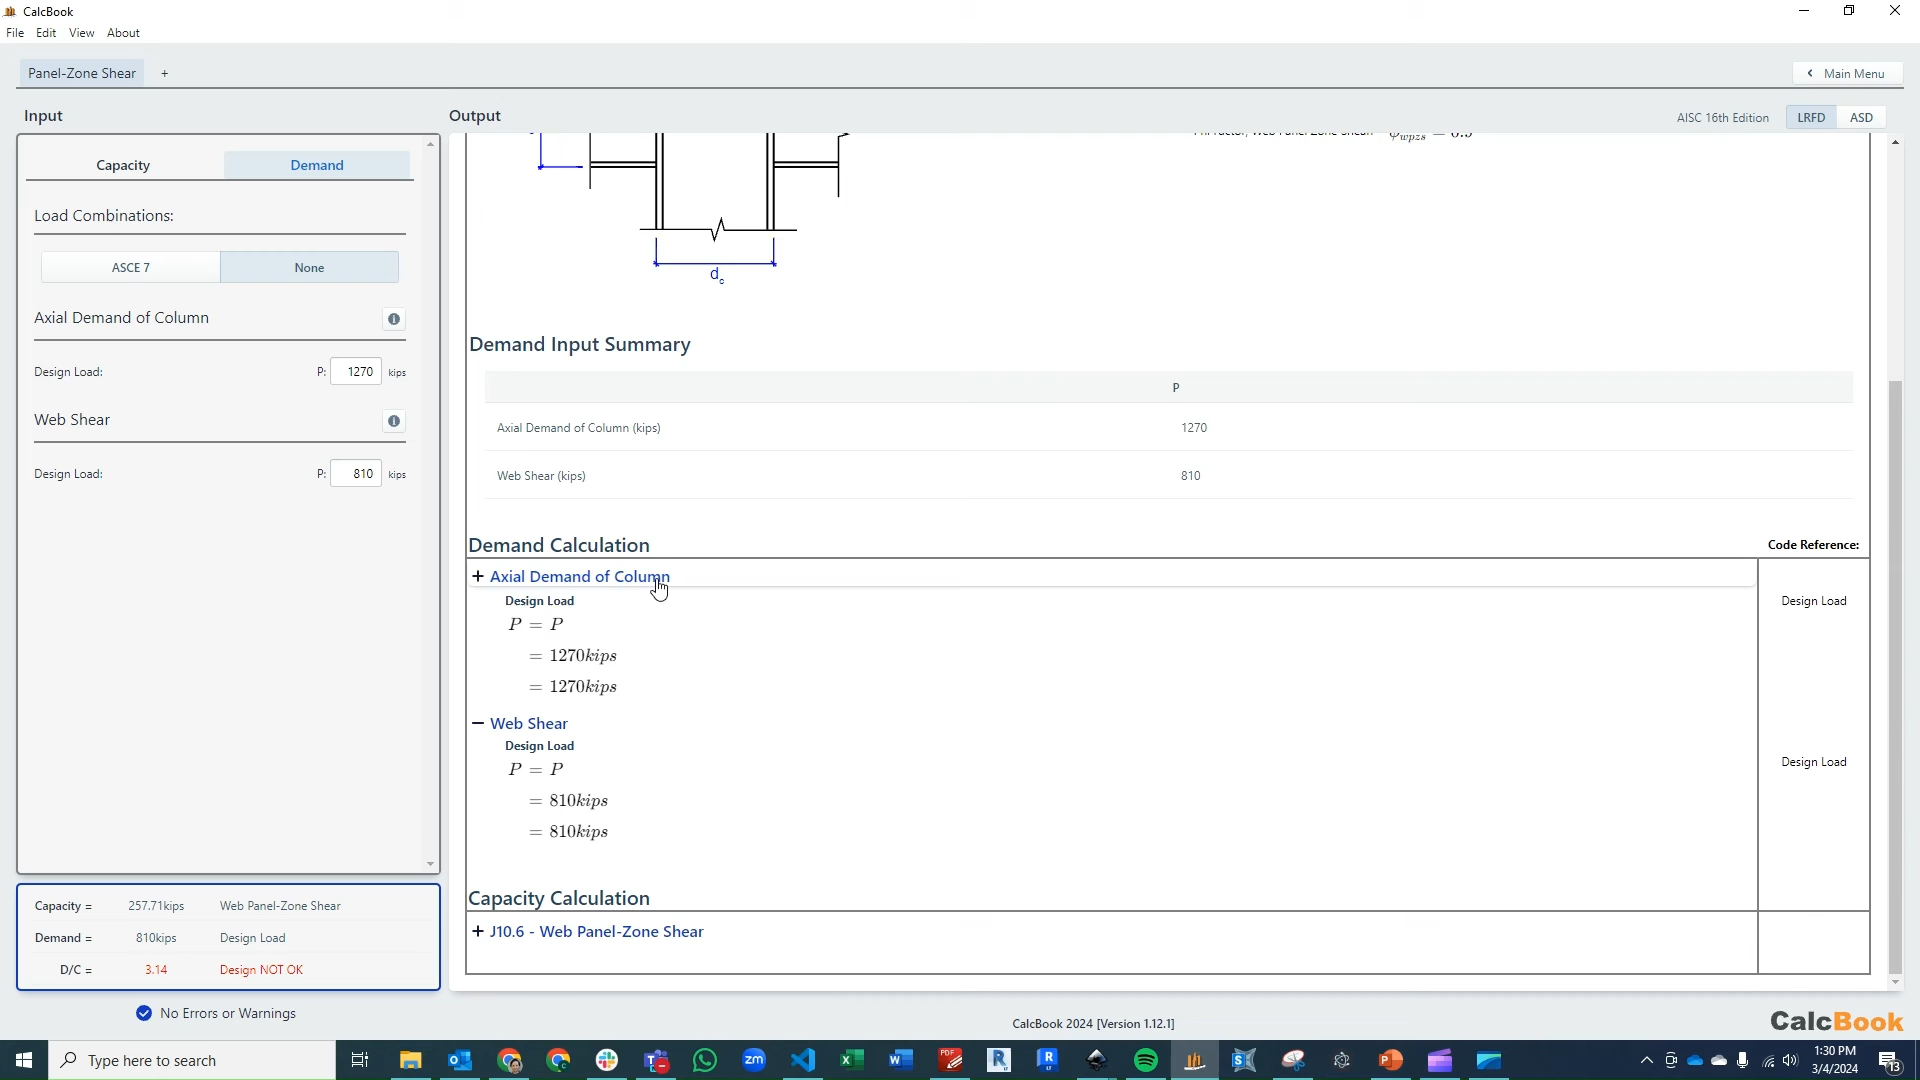 CalcBook
File Edit View About
Panel-Zone Shear +
Main Menu
Input
Output
AISC 16th Edition LRFD ASD
Capacity Demand
Load Combinations:
ASCE 7 None
Axial Demand of Column
Design Load: P: 1270 kips
Web Shear
Design Load: P: 810 kips
d_c
Demand Input Summary
P
Axial Demand of Column (kips) 1270
Web Shear (kips) 810
Demand Calculation Code Reference:
+ Axial Demand of Column
Design Load Design Load
P = P
= 1270kips
= 1270kips
− Web Shear
Design Load
P = P Design Load
= 810kips
= 810kips
Capacity Calculation
+ J10.6 - Web Panel-Zone Shear
Capacity = 257.71kips Web Panel-Zone Shear
Demand = 810kips Design Load
D/C = 3.14 Design NOT OK
No Errors or Warnings
CalcBook 2024 [Version 1.12.1]
CalcBook
Type here to search
1:30 PM
3/4/2024
13